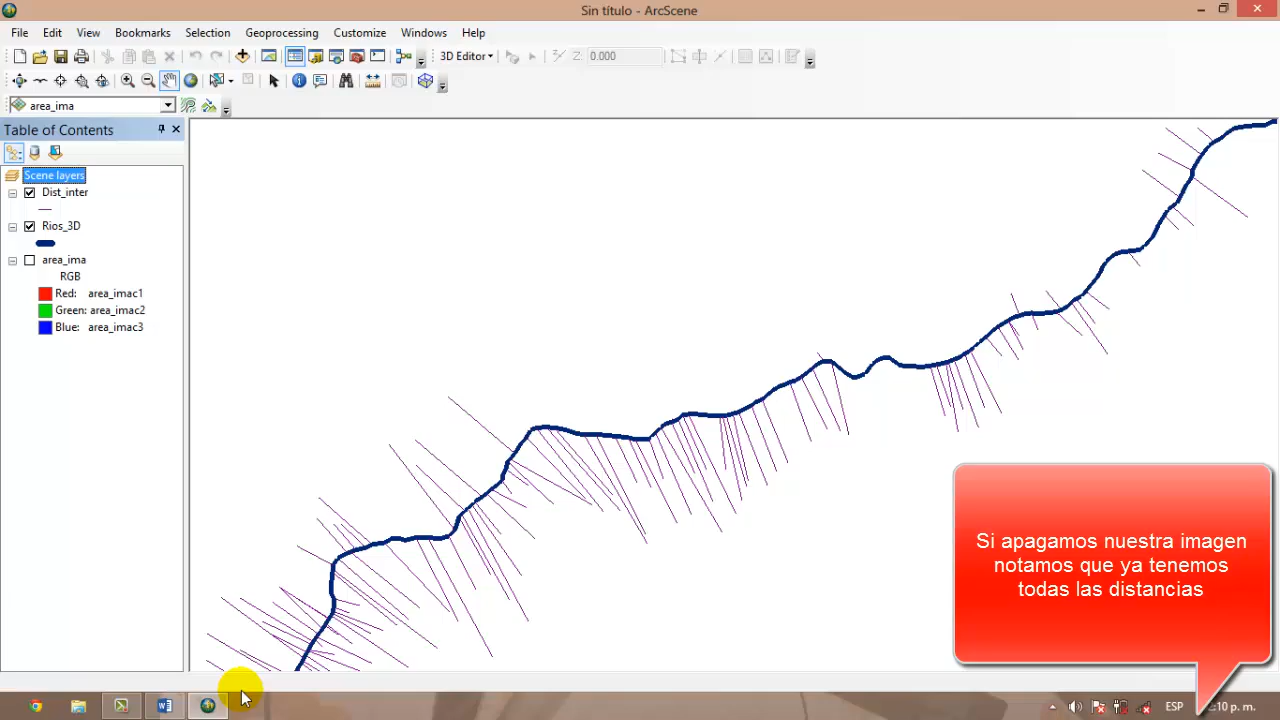 Sin título - ArcScene
File Edit View Bookmarks Selection Geoprocessing Customize Windows Help
3D Editor Z: 0.000
area_ima
Table of Contents
Scene layers
Dist_inter
Rios_3D
area_ima
RGB
Red: area_imac1
Green: area_imac2
Blue: area_imac3
Si apagamos nuestra imagen
notamos que ya tenemos
todas las distancias
ESP :10 p. m.